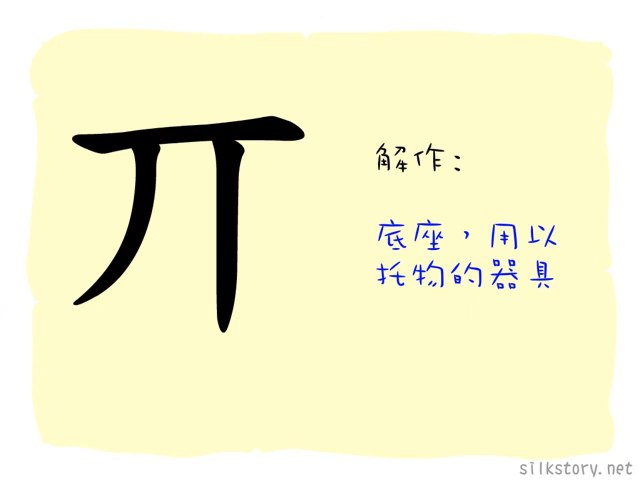 丌
解作：
底座，用以
托物的器具
silkstory.net